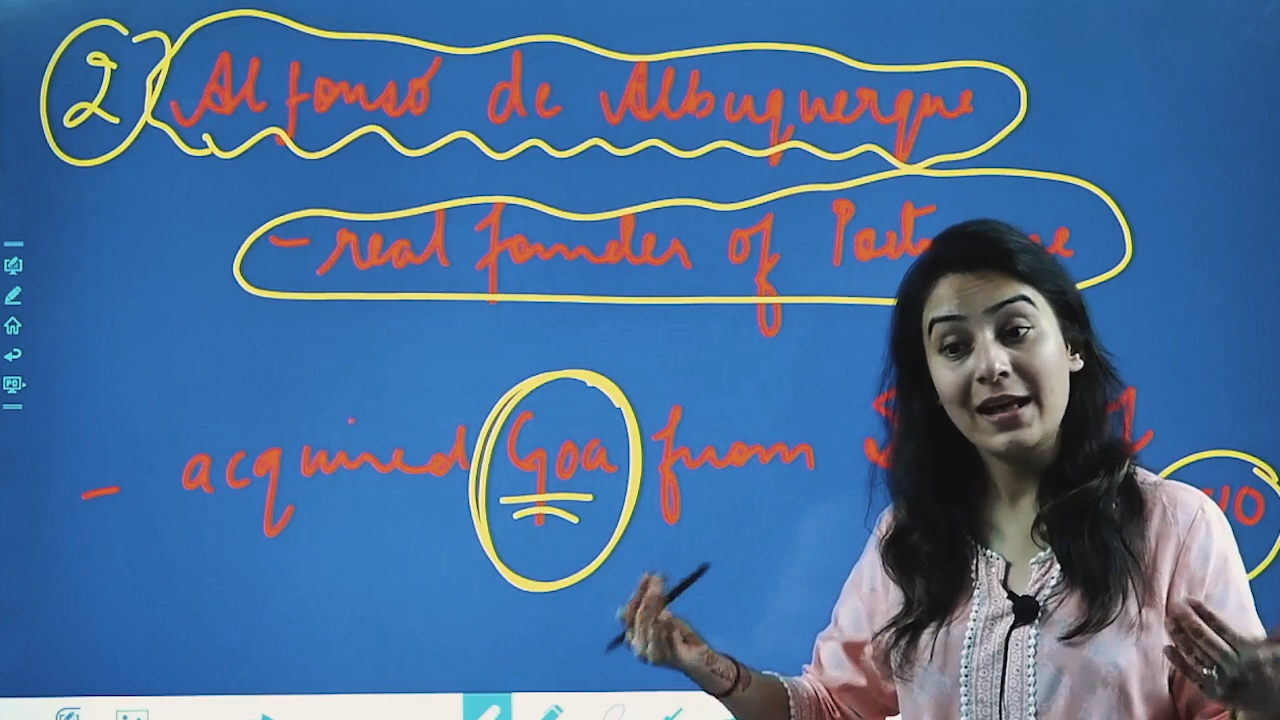 2 Alfonso de Albuquerque
- real founder of
- acquired Goa from